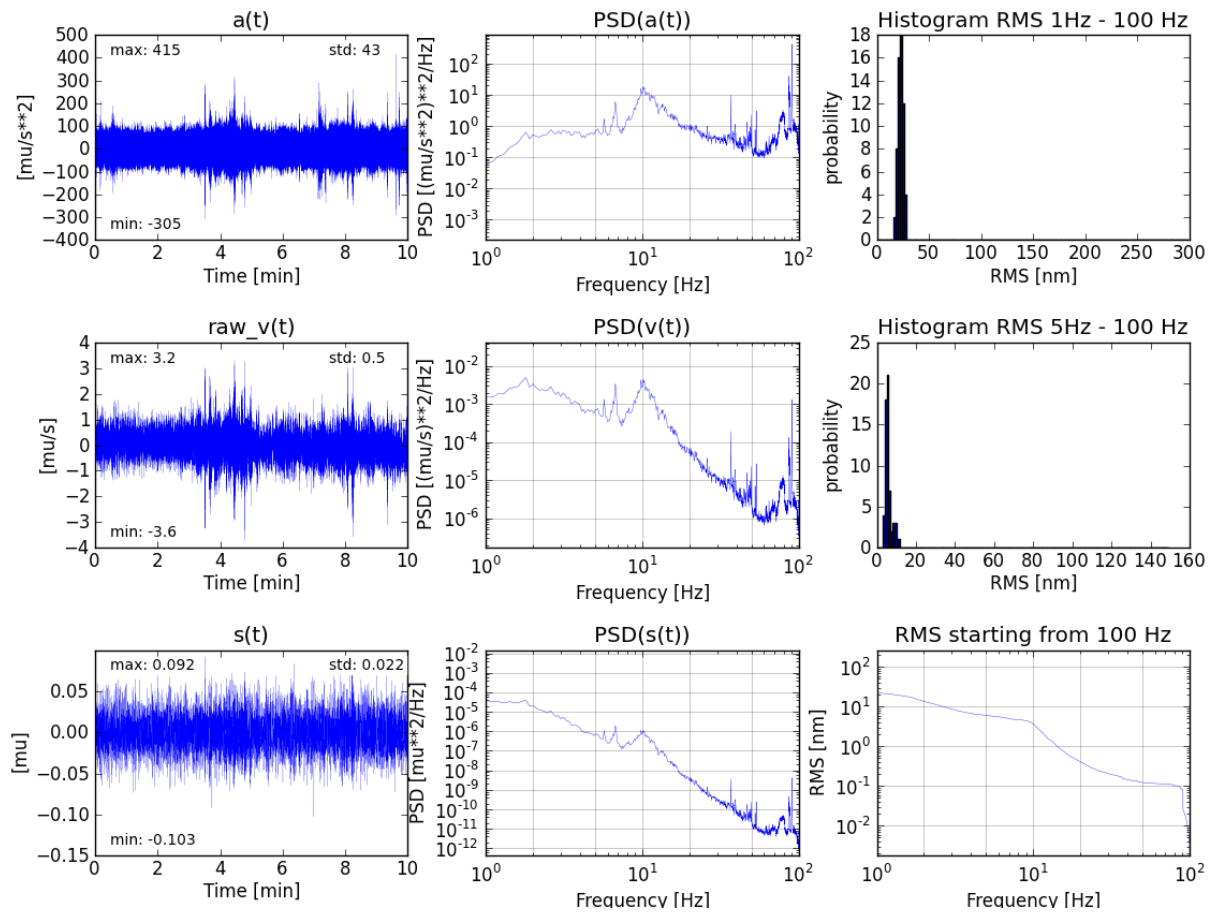 a(t)
max: 415
std: 43
min: -305
500
400
300
200
100
0
−100
−200
−300
−400
[mu/s**2]
0 2 4 6 8 10
Time [min]
PSD(a(t))
PSD [(mu/s**2)**2/Hz]
10^2
10^1
10^0
10^-1
10^-2
10^-3
10^0 10^1 10^2
Frequency [Hz]
Histogram RMS 1Hz - 100 Hz
probability
18
16
14
12
10
8
6
4
2
0
0 50 100 150 200 250 300
RMS [nm]
raw_v(t)
max: 3.2
std: 0.5
min: -3.6
4
3
2
1
0
−1
−2
−3
−4
[mu/s]
0 2 4 6 8 10
Time [min]
PSD(v(t))
PSD [(mu/s)**2/Hz]
10^-2
10^-3
10^-4
10^-5
10^-6
10^0 10^1 10^2
Frequency [Hz]
Histogram RMS 5Hz - 100 Hz
probability
25
20
15
10
5
0
0 20 40 60 80 100 120 140 160
RMS [nm]
s(t)
max: 0.092
std: 0.022
min: -0.103
0.05
0.00
−0.05
−0.10
−0.15
[mu]
0 2 4 6 8 10
Time [min]
PSD(s(t))
PSD [mu**2/Hz]
10^-2
10^-3
10^-4
10^-5
10^-6
10^-7
10^-8
10^-9
10^-10
10^-11
10^-12
10^0 10^1 10^2
Frequency [Hz]
RMS starting from 100 Hz
RMS [nm]
10^2
10^1
10^0
10^-1
10^-2
10^0 10^1 10^2
Frequency [Hz]